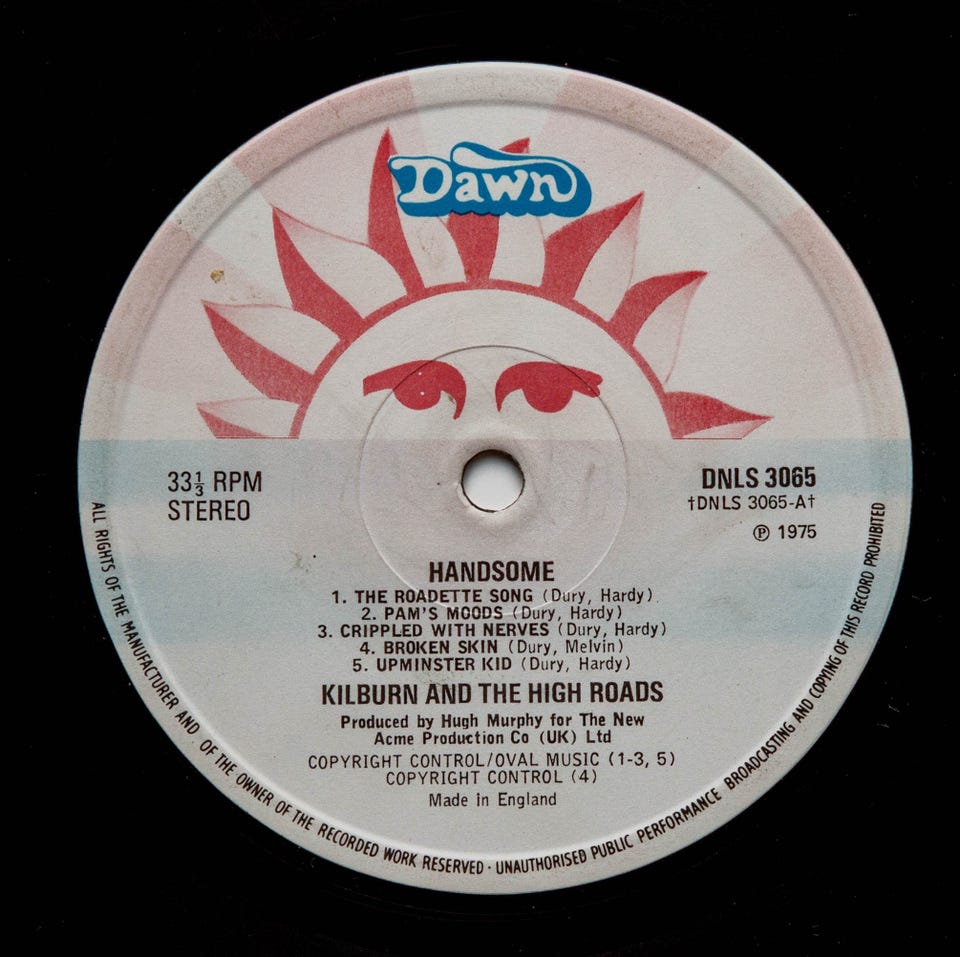 Dawn
33⅓ RPM
STEREO
DNLS 3065
†DNLS 3065-A†
℗ 1975
HANDSOME
1. THE ROADETTE SONG (Dury, Hardy)
2. PAM'S MOODS (Dury, Hardy)
3. CRIPPLED WITH NERVES (Dury, Hardy)
4. BROKEN SKIN (Dury, Melvin)
5. UPMINSTER KID (Dury, Hardy)
KILBURN AND THE HIGH ROADS
Produced by Hugh Murphy for The New
Acme Production Co (UK) Ltd
COPYRIGHT CONTROL/OVAL MUSIC (1-3, 5)
COPYRIGHT CONTROL (4)
Made in England
ALL RIGHTS OF THE MANUFACTURER AND OF THE OWNER OF THE RECORDED WORK RESERVED · UNAUTHORISED PUBLIC PERFORMANCE BROADCASTING AND COPYING OF THIS RECORD PROHIBITED